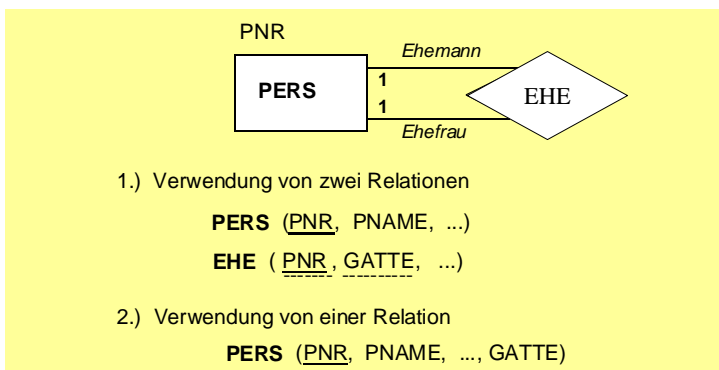 PNR
Ehemann
PERS
1
EHE
1
Ehefrau
1.) Verwendung von zwei Relationen
PERS (PNR, PNAME, ...)
EHE ( PNR , GATTE, ...)
2.) Verwendung von einer Relation
PERS (PNR, PNAME, ..., GATTE)